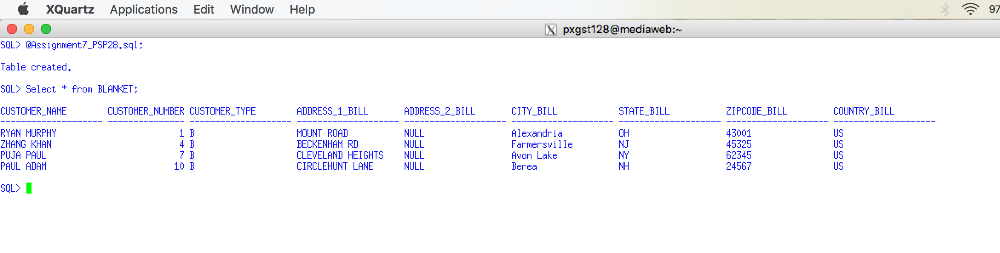 XQuartz Applications Edit Window Help 97
pxgst128@mediaweb:~
SQL> @Assignment7_PSP28.sql;
Table created.
SQL> Select * from BLANKET;
CUSTOMER_NAME CUSTOMER_NUMBER CUSTOMER_TYPE ADDRESS_1_BILL ADDRESS_2_BILL CITY_BILL STATE_BILL ZIPCODE_BILL COUNTRY_BILL
-------------------- --------------- -------------------- -------------------- -------------------- -------------------- -------------------- -------------------- --------------------
RYAN MURPHY 1 B MOUNT ROAD NULL Alexandria OH 43001 US
ZHANG KHAN 4 B BECKENHAM RD NULL Farmersville NJ 45325 US
PUJA PAUL 7 B CLEVELAND HEIGHTS NULL Avon Lake NY 62345 US
PAUL ADAM 10 B CIRCLEHUNT LANE NULL Berea NH 24567 US
SQL>